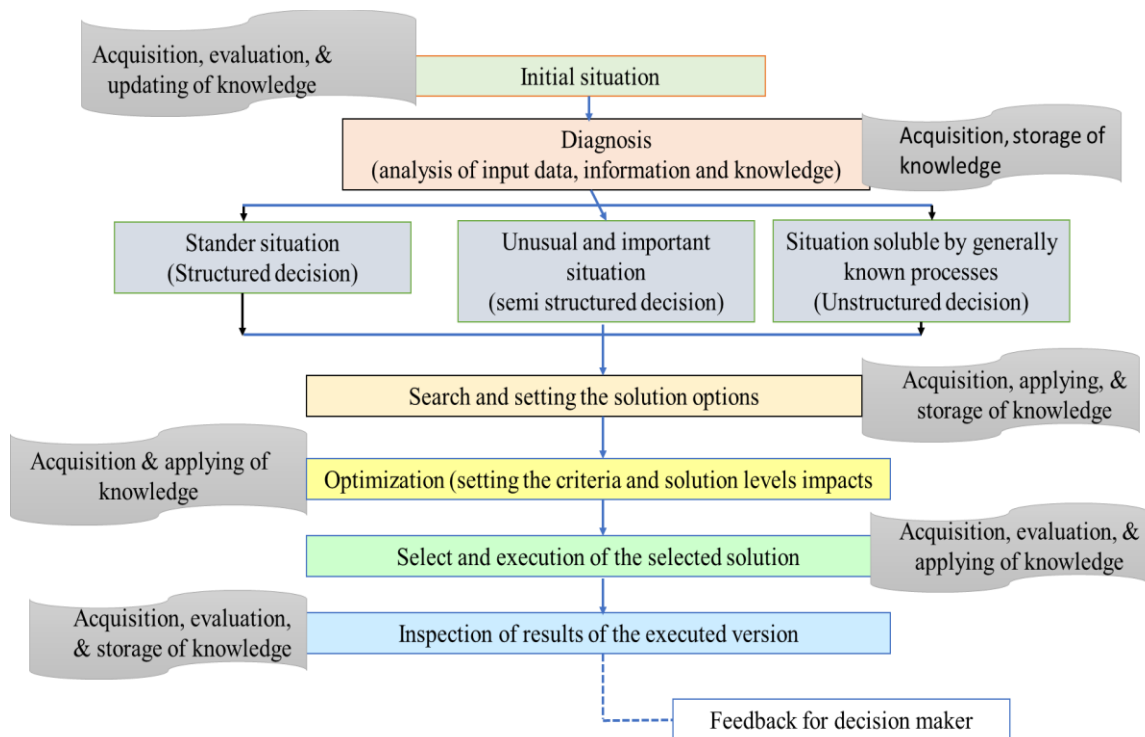 Acquisition, evaluation, &
updating of knowledge
Initial situation
Diagnosis
(analysis of input data, information and knowledge)
Acquisition, storage of
knowledge
Stander situation
(Structured decision)
Unusual and important
situation
(semi structured decision)
Situation soluble by generally
known processes
(Unstructured decision)
Search and setting the solution options
Acquisition, applying, &
storage of knowledge
Acquisition & applying of
knowledge
Optimization (setting the criteria and solution levels impacts
Select and execution of the selected solution
Acquisition, evaluation, &
applying of knowledge
Acquisition, evaluation,
& storage of knowledge
Inspection of results of the executed version
Feedback for decision maker